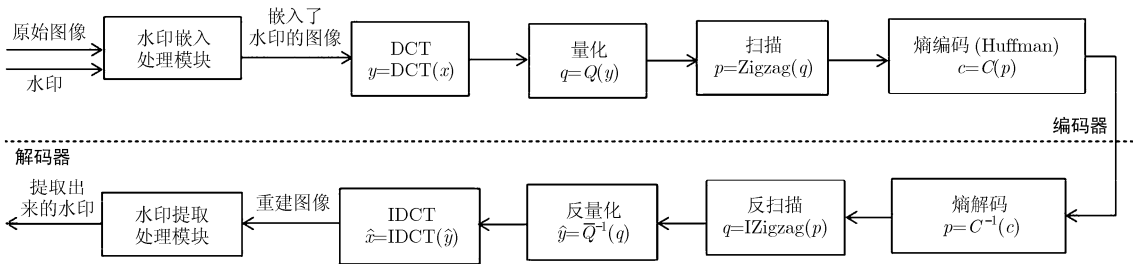 原始图像
水印
水印嵌入
处理模块
嵌入了
水印的图像
DCT
y=DCT(x)
量化
q=Q(y)
扫描
p=Zigzag(q)
熵编码 (Huffman)
c=C(p)
编码器
解码器
提取出
来的水印
水印提取
处理模块
重建图像
IDCT
x̂=IDCT(ŷ)
反量化
ŷ=Q̅⁻¹(q)
反扫描
q=IZigzag(p)
熵解码
p=C⁻¹(c)